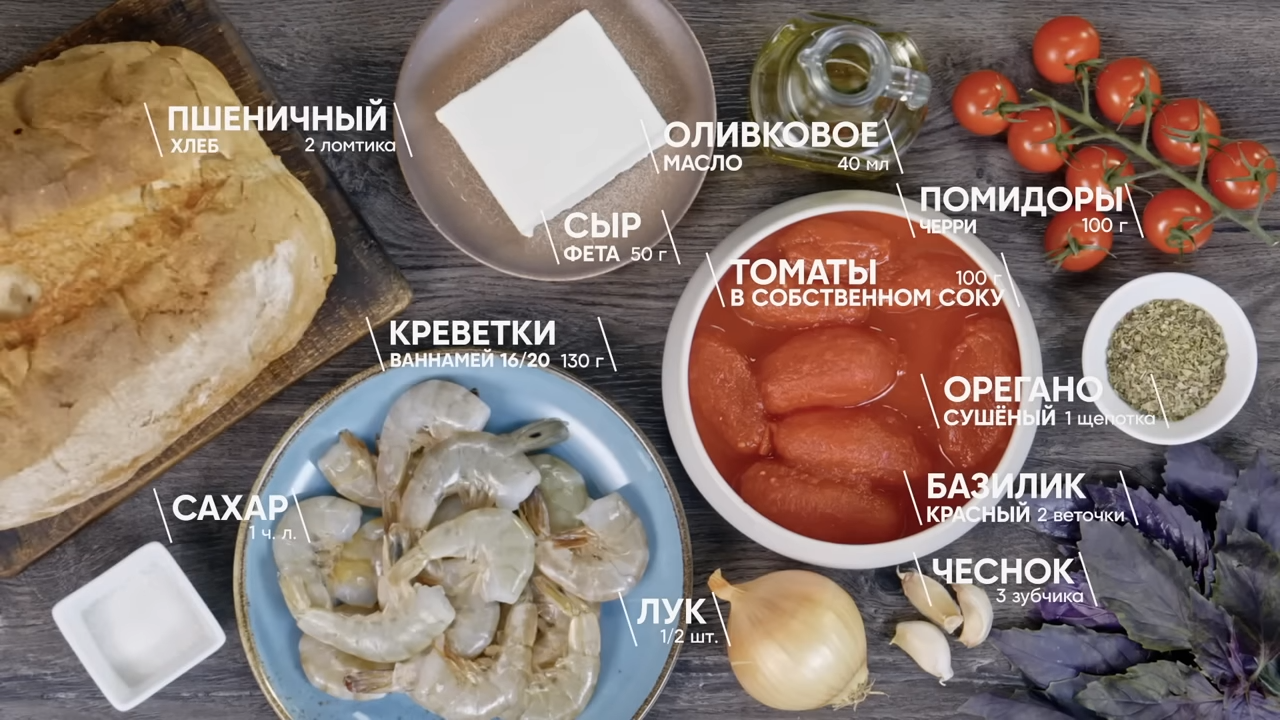 ПШЕНИЧНЫЙ
ХЛЕБ 2 ломтика
ОЛИВКОВОЕ
МАСЛО 40 мл
СЫР
ФЕТА 50 г
ПОМИДОРЫ
ЧЕРРИ 100 г
ТОМАТЫ 100 г
В СОБСТВЕННОМ СОКУ
КРЕВЕТКИ
ВАННАМЕЙ 16/20 130 г
ОРЕГАНО
СУШЁНЫЙ 1 щепотка
САХАР
1 ч. л.
БАЗИЛИК
КРАСНЫЙ 2 веточки
ЧЕСНОК
3 зубчика
ЛУК
1/2 шт.